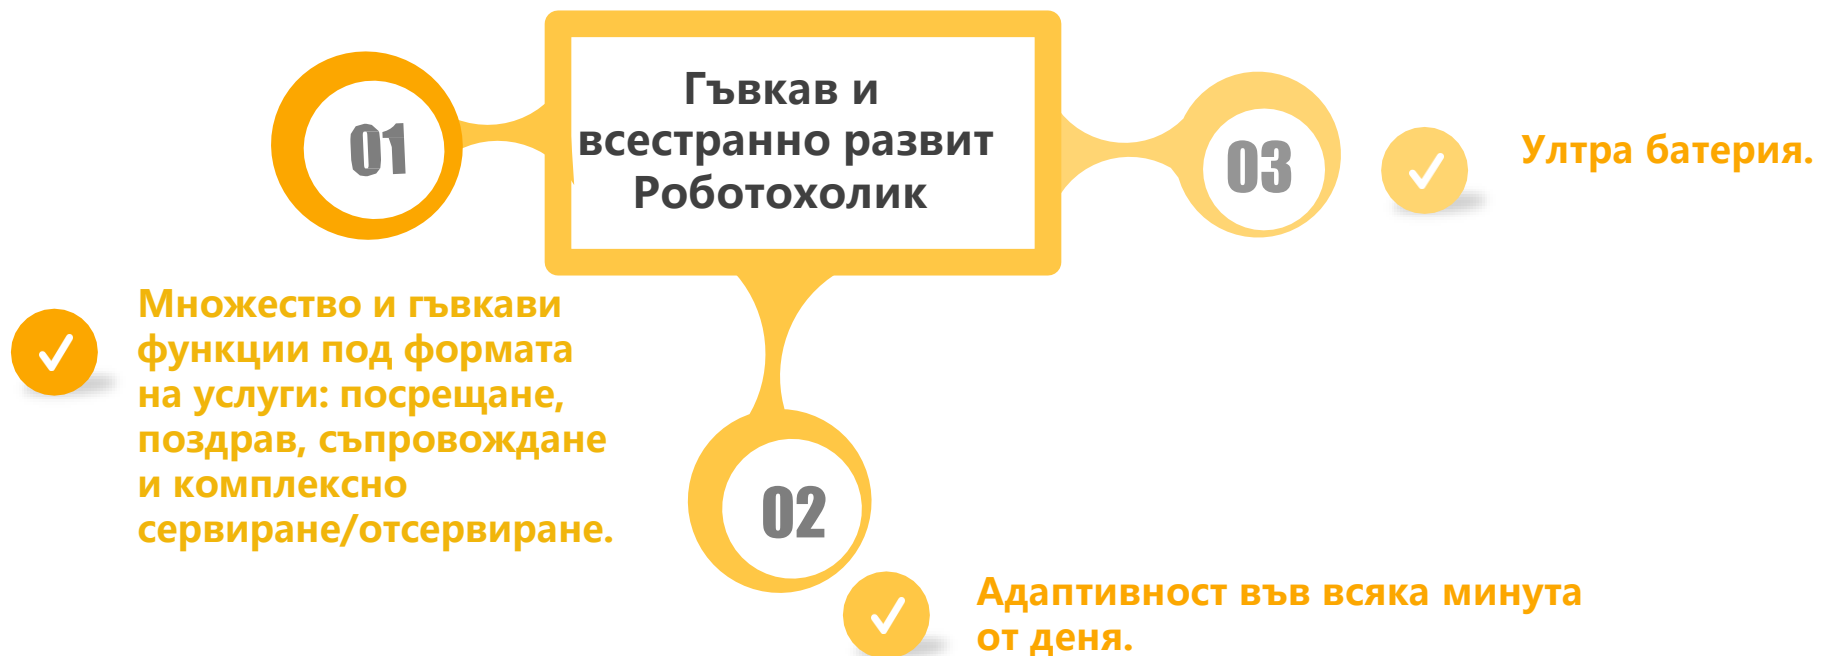 Гъвкав и
всестранно развит
Роботохолик
01
03
Ултра батерия.
Множество и гъвкави
функции под формата
на услуги: посрещане,
поздрав, съпровождане
и комплексно
сервиране/отсервиране.
02
Адаптивност във всяка минута
от деня.